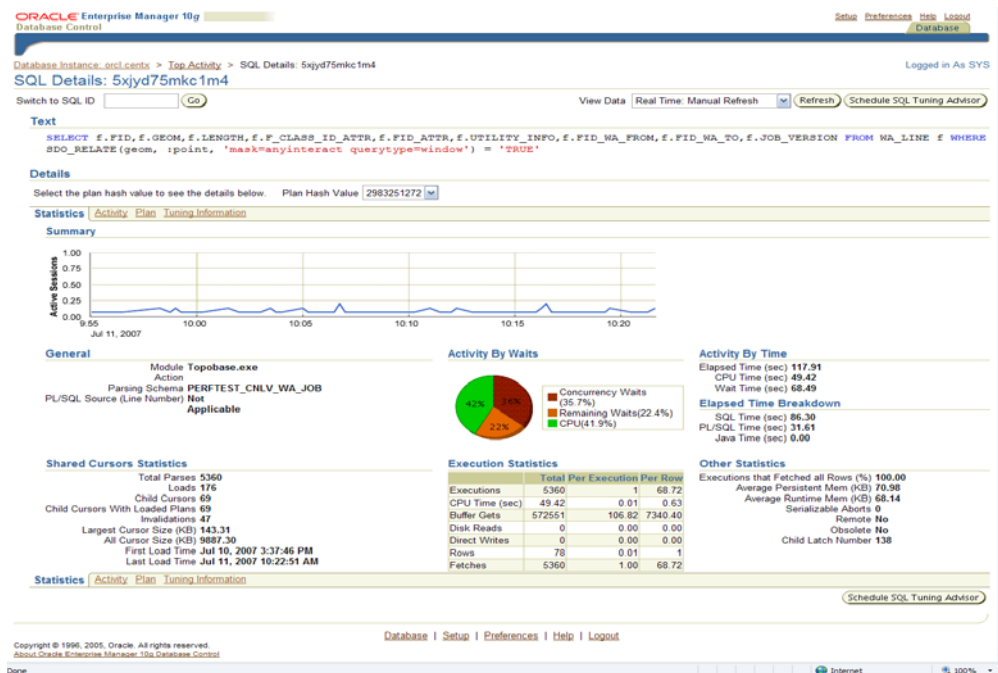 ORACLE Enterprise Manager 10g
Database Control
Setup Preferences Help Logout
Database
Database Instance: orcl.centx > Top Activity > SQL Details: 5xjyd75mkc1m4
Logged in As SYS
SQL Details: 5xjyd75mkc1m4
Switch to SQL ID Go View Data Real Time: Manual Refresh Refresh Schedule SQL Tuning Advisor
Text
SELECT f.FID,f.GEOM,f.LENGTH,f.F_CLASS_ID_ATTR,f.FID_ATTR,f.UTILITY_INFO,f.FID_WA_FROM,f.FID_WA_TO,f.JOB_VERSION FROM WA_LINE f WHERE
SDO_RELATE(geom, :point, 'mask=anyinteract querytype=window') = 'TRUE'
Details
Select the plan hash value to see the details below. Plan Hash Value 2983251272
Statistics Activity Plan Tuning Information
Summary
Active Sessions
1.00
0.75
0.50
0.25
0.00
9:55 10:00 10:05 10:10 10:15 10:20
Jul 11, 2007
General
Module Topobase.exe
Action
Parsing Schema PERFTEST_CNLV_WA_JOB
PL/SQL Source (Line Number) Not
Applicable
Activity By Waits
42% 36% 22%
Concurrency Waits
(35.7%)
Remaining Waits(22.4%)
CPU(41.9%)
Activity By Time
Elapsed Time (sec) 117.91
CPU Time (sec) 49.42
Wait Time (sec) 68.49
Elapsed Time Breakdown
SQL Time (sec) 86.30
PL/SQL Time (sec) 31.61
Java Time (sec) 0.00
Shared Cursors Statistics
Total Parses 5360
Loads 176
Child Cursors 69
Child Cursors With Loaded Plans 69
Invalidations 47
Largest Cursor Size (KB) 143.31
All Cursor Size (KB) 9887.30
First Load Time Jul 10, 2007 3:37:46 PM
Last Load Time Jul 11, 2007 10:22:51 AM
Execution Statistics
Total Per Execution Per Row
Executions 5360 1 68.72
CPU Time (sec) 49.42 0.01 0.63
Buffer Gets 572551 106.82 7340.40
Disk Reads 0 0.00 0.00
Direct Writes 0 0.00 0.00
Rows 78 0.01 1
Fetches 5360 1.00 68.72
Other Statistics
Executions that Fetched all Rows (%) 100.00
Average Persistent Mem (KB) 70.98
Average Runtime Mem (KB) 68.14
Serializable Aborts 0
Remote No
Obsolete No
Child Latch Number 138
Statistics Activity Plan Tuning Information
Schedule SQL Tuning Advisor
Database | Setup | Preferences | Help | Logout
Copyright © 1996, 2005, Oracle. All rights reserved.
About Oracle Enterprise Manager 10g Database Control
Done Internet 100%